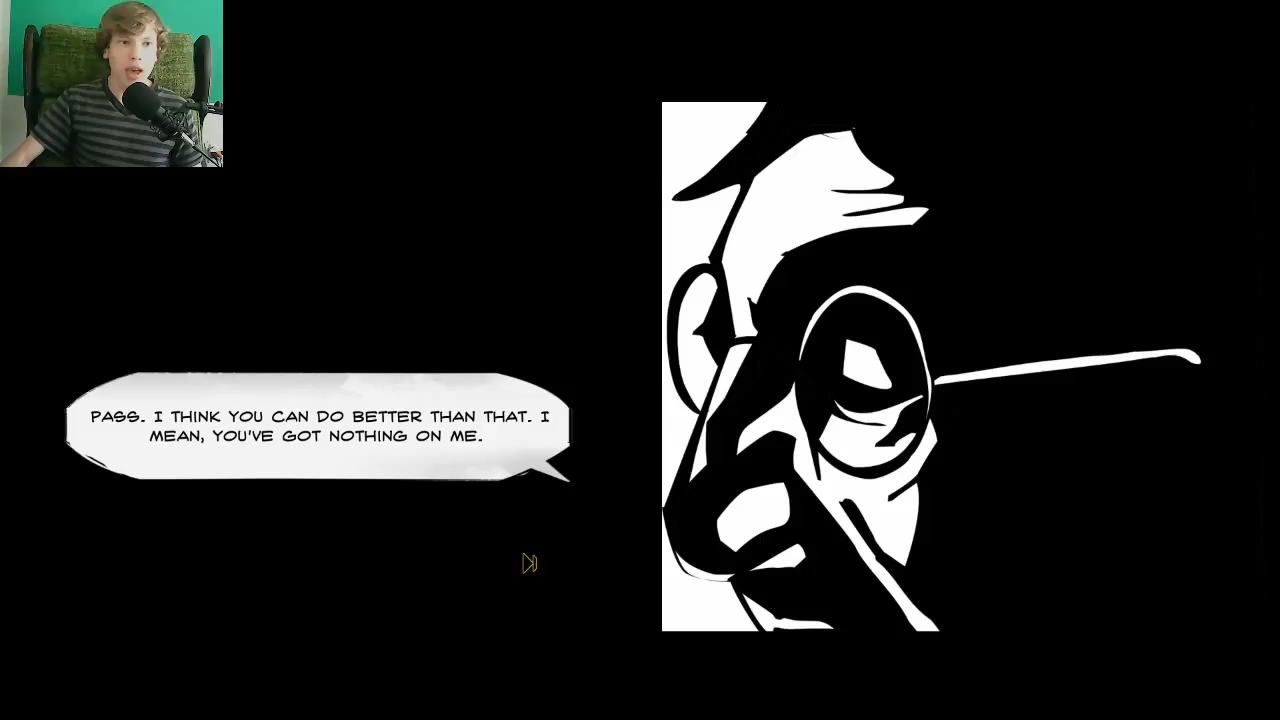 PASS. I THINK YOU CAN DO BETTER THAN THAT. I
MEAN, YOU'VE GOT NOTHING ON ME.